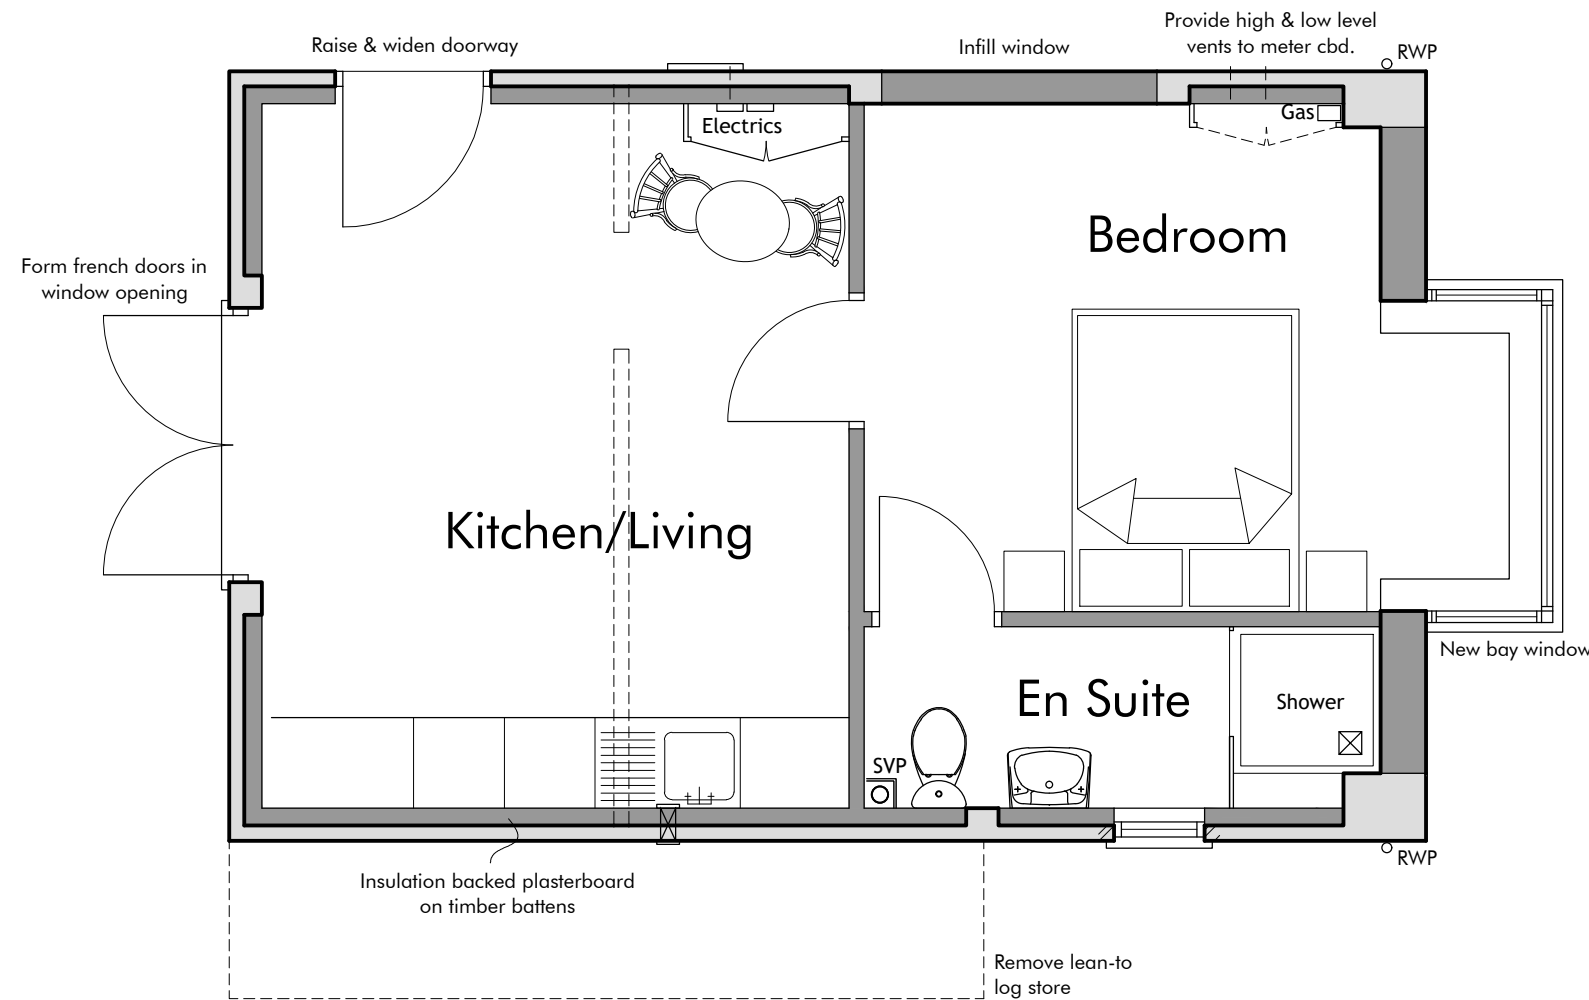 Raise & widen doorway
Infill window
Provide high & low level
vents to meter cbd.
RWP
Electrics
Gas
Bedroom
Form french doors in
window opening
Kitchen/Living
New bay window
En Suite
Shower
SVP
RWP
Insulation backed plasterboard
on timber battens
Remove lean-to
log store